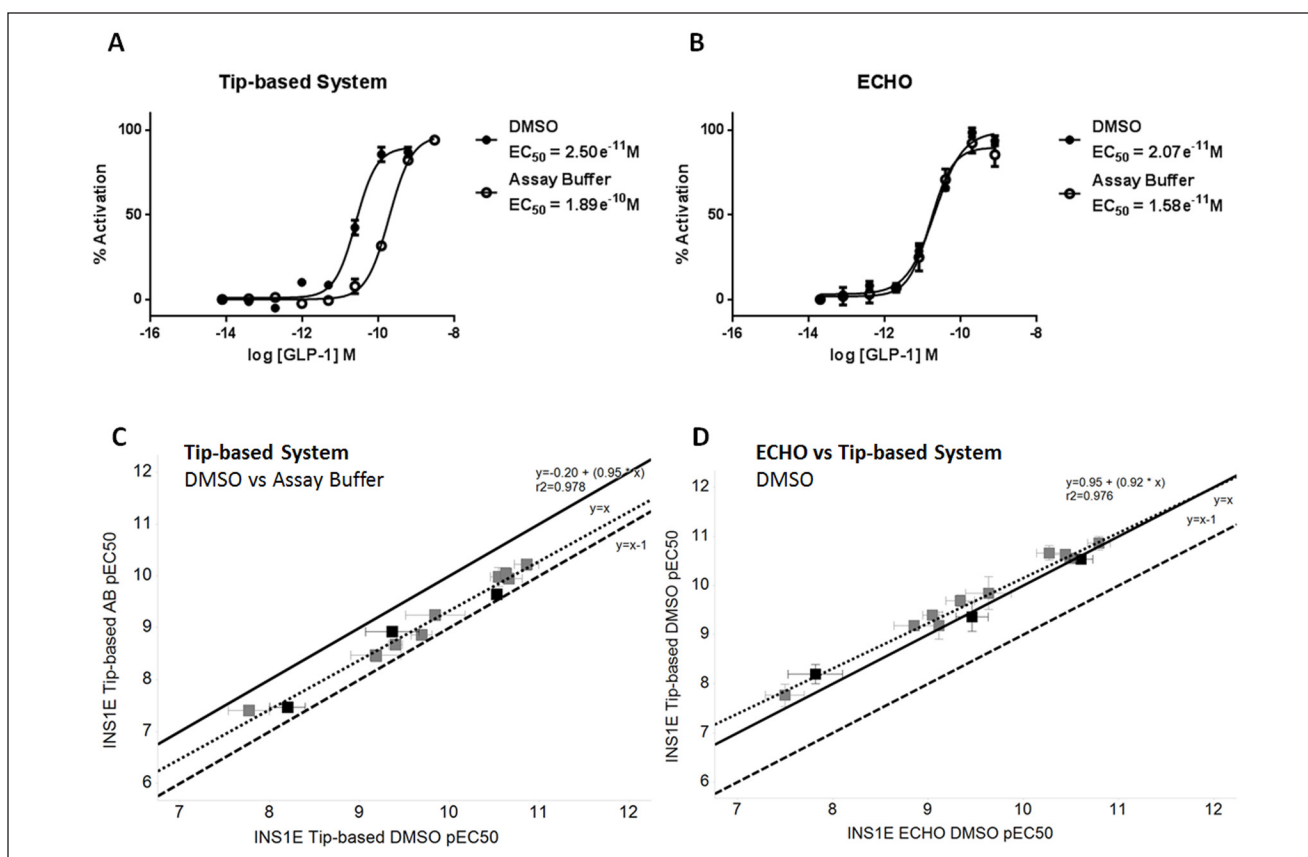 A
Tip-based System
% Activation
100
50
0
-16
-14
-12
-10
-8
log [GLP-1] M
DMSO
EC50 = 2.50e-11M
Assay Buffer
EC50 = 1.89e-10M
B
ECHO
% Activation
100
50
0
-16
-14
-12
-10
-8
log [GLP-1] M
DMSO
EC50 = 2.07e-11M
Assay Buffer
EC50 = 1.58e-11M
C
Tip-based System
DMSO vs Assay Buffer
y=-0.20 + (0.95 * x)
r2=0.978
y=x
y=x-1
INS1E Tip-based AB pEC50
12
11
10
9
8
7
6
7
8
9
10
11
12
INS1E Tip-based DMSO pEC50
D
ECHO vs Tip-based System
DMSO
y=0.95 + (0.92 * x)
r2=0.976
y=x
y=x-1
INS1E Tip-based DMSO pEC50
12
11
10
9
8
7
6
7
8
9
10
11
12
INS1E ECHO DMSO pEC50